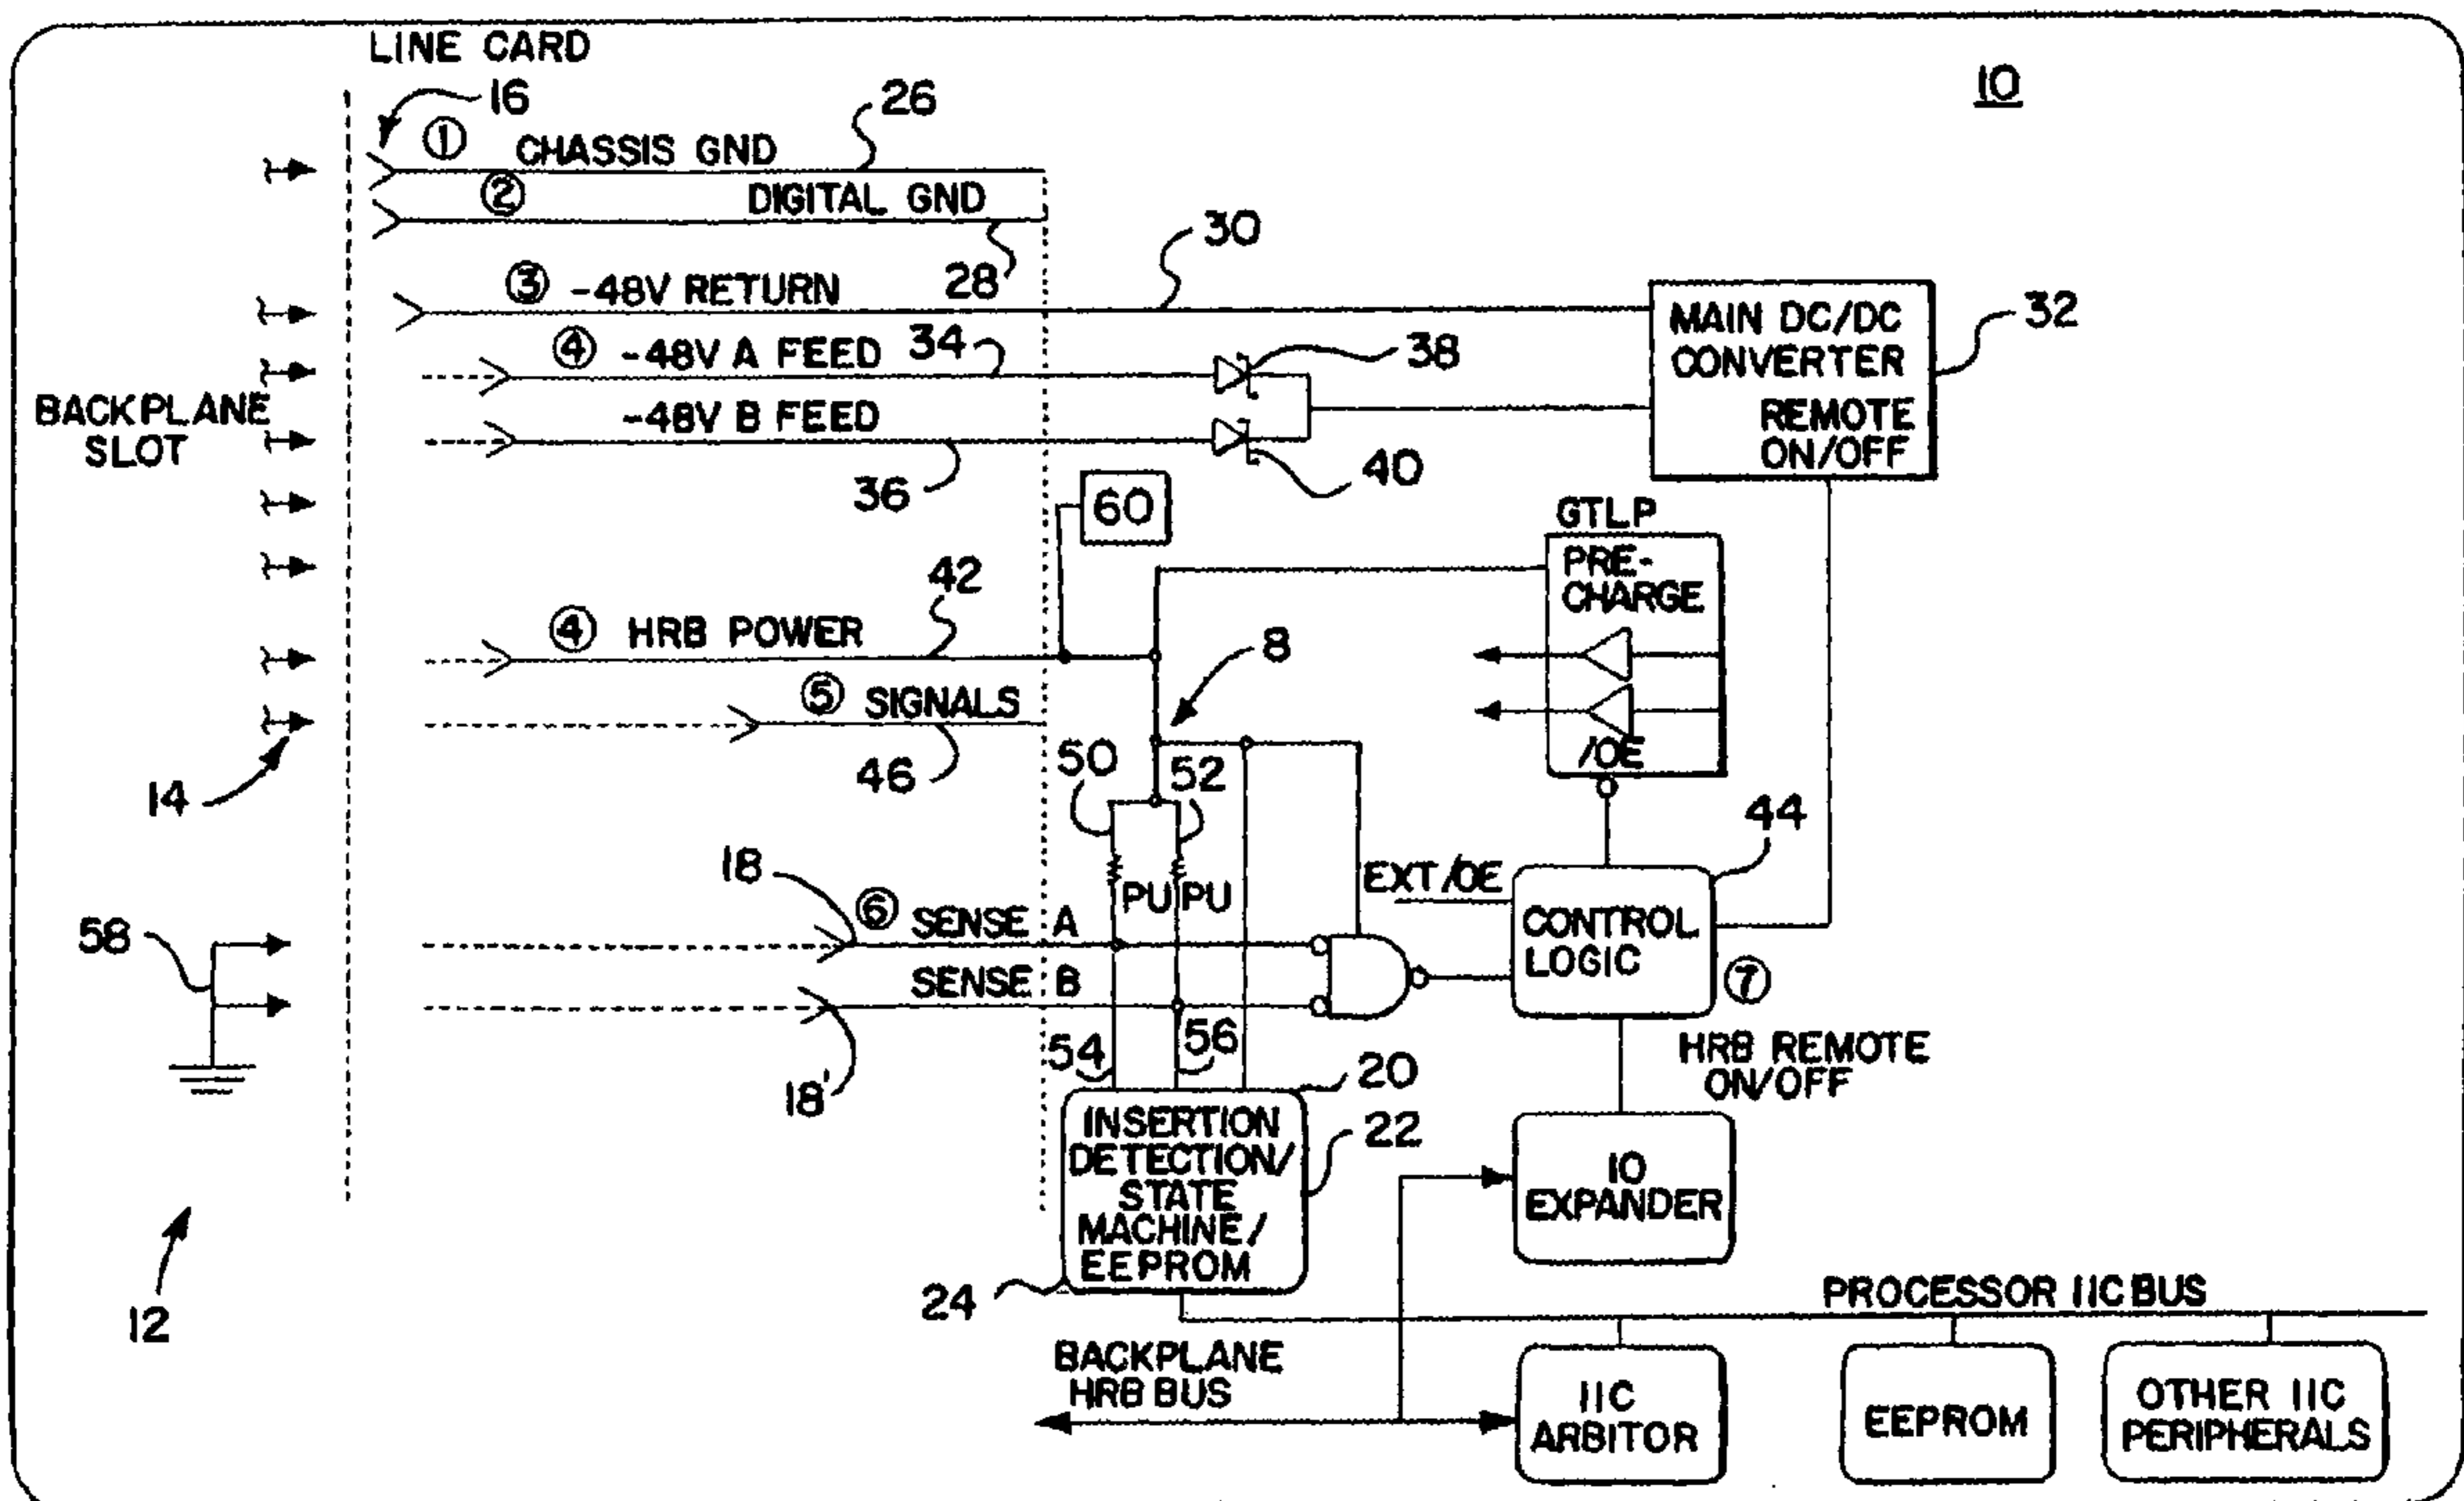 LINE CARD
10
16
26
① CHASSIS GND
② DIGITAL GND
28
30
③ -48V RETURN
④ -48V A FEED 34
38
MAIN DC/DC
CONVERTER
REMOTE
ON/OFF
32
BACKPLANE
SLOT
-48V B FEED
36
40
60
GTLP
PRE-
CHARGE
/OE
42
④ HRB POWER
8
⑤ SIGNALS
46
14
50
52
44
18
PU
PU
EXT/OE
⑥ SENSE A
CONTROL
LOGIC
⑦
58
SENSE B
18'
54
56
HRB REMOTE
ON/OFF
20
INSERTION
DETECTION/
STATE
MACHINE/
EEPROM
22
24
IO
EXPANDER
12
PROCESSOR IIC BUS
BACKPLANE
HRB BUS
IIC
ARBITOR
EEPROM
OTHER IIC
PERIPHERALS